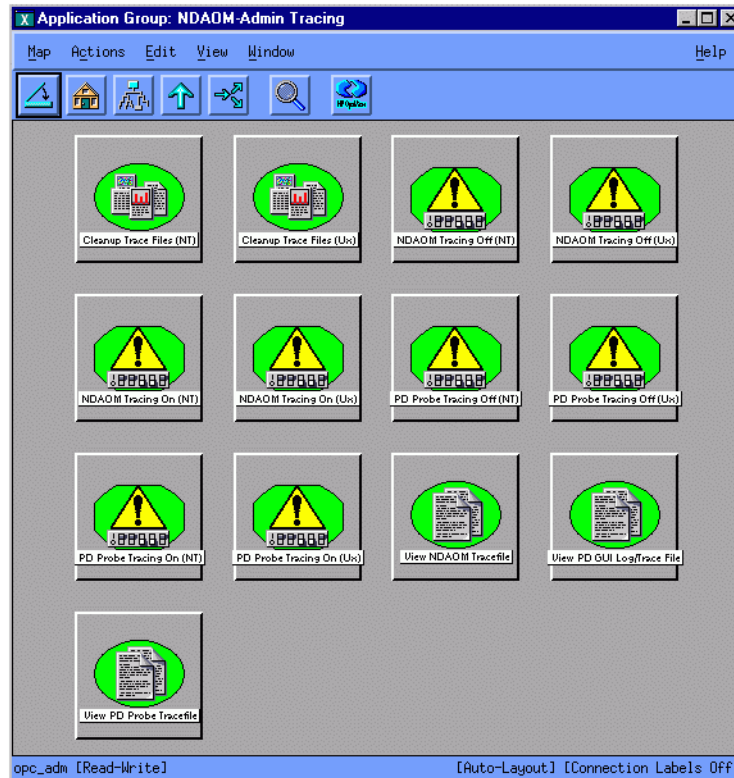 Application Group: NDAOM-Admin Tracing
Map Actions Edit View Window Help
HP OpenView
Cleanup Trace Files (NT) Cleanup Trace Files (Ux) NDAOM Tracing Off (NT) NDAOM Tracing Off (Ux)
NDAOM Tracing On (NT) NDAOM Tracing On (Ux) PD Probe Tracing Off (NT) PD Probe Tracing Off (Ux)
PD Probe Tracing On (NT) PD Probe Tracing On (Ux) View NDAOM Tracefile View PD GUI Log/Trace File
View PD Probe Tracefile
opc_adm [Read-Write] [Auto-Layout] [Connection Labels Off